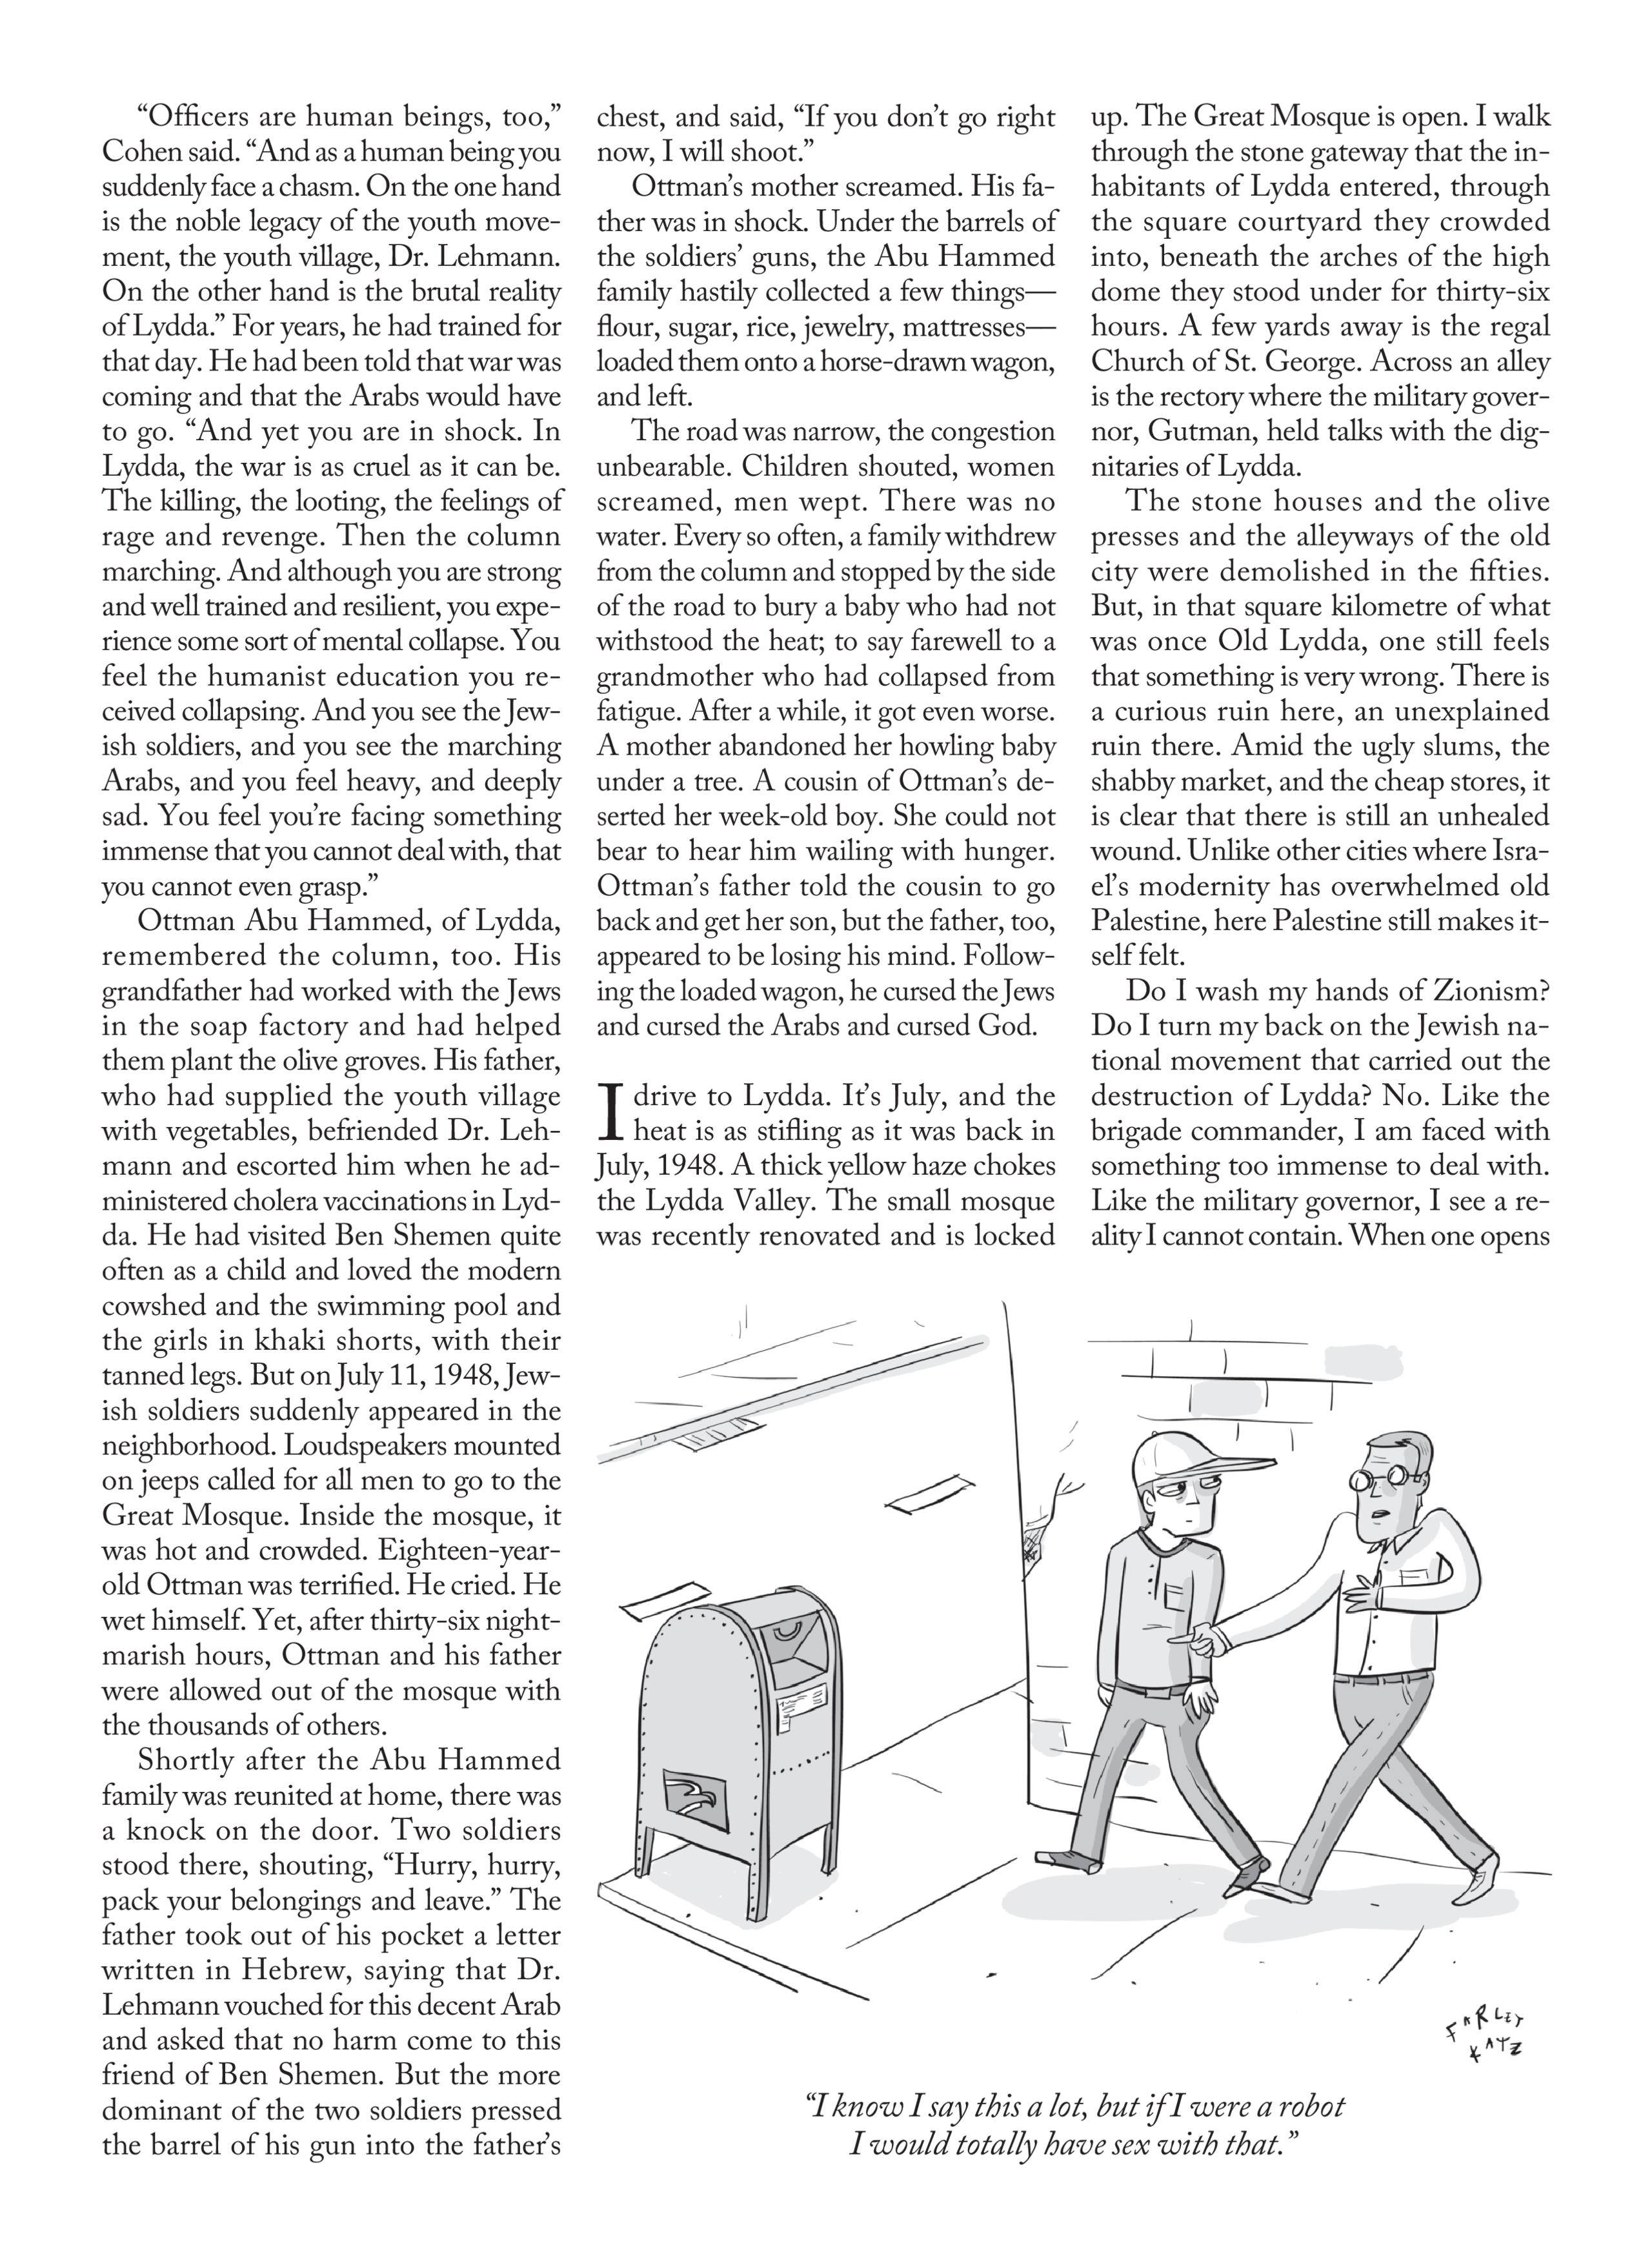 “Officers are human beings, too,”
Cohen said. “And as a human being you
suddenly face a chasm. On the one hand
is the noble legacy of the youth move-
ment, the youth village, Dr. Lehmann.
On the other hand is the brutal reality
of Lydda.” For years, he had trained for
that day. He had been told that war was
coming and that the Arabs would have
to go. “And yet you are in shock. In
Lydda, the war is as cruel as it can be.
The killing, the looting, the feelings of
rage and revenge. Then the column
marching. And although you are strong
and well trained and resilient, you expe-
rience some sort of mental collapse. You
feel the humanist education you re-
ceived collapsing. And you see the Jew-
ish soldiers, and you see the marching
Arabs, and you feel heavy, and deeply
sad. You feel you’re facing something
immense that you cannot deal with, that
you cannot even grasp.”
Ottman Abu Hammed, of Lydda,
remembered the column, too. His
grandfather had worked with the Jews
in the soap factory and had helped
them plant the olive groves. His father,
who had supplied the youth village
with vegetables, befriended Dr. Leh-
mann and escorted him when he ad-
ministered cholera vaccinations in Lyd-
da. He had visited Ben Shemen quite
often as a child and loved the modern
cowshed and the swimming pool and
the girls in khaki shorts, with their
tanned legs. But on July 11, 1948, Jew-
ish soldiers suddenly appeared in the
neighborhood. Loudspeakers mounted
on jeeps called for all men to go to the
Great Mosque. Inside the mosque, it
was hot and crowded. Eighteen-year-
old Ottman was terrified. He cried. He
wet himself. Yet, after thirty-six night-
marish hours, Ottman and his father
were allowed out of the mosque with
the thousands of others.
Shortly after the Abu Hammed
family was reunited at home, there was
a knock on the door. Two soldiers
stood there, shouting, “Hurry, hurry,
pack your belongings and leave.” The
father took out of his pocket a letter
written in Hebrew, saying that Dr.
Lehmann vouched for this decent Arab
and asked that no harm come to this
friend of Ben Shemen. But the more
dominant of the two soldiers pressed
the barrel of his gun into the father’s
chest, and said, “If you don’t go right
now, I will shoot.”
Ottman’s mother screamed. His fa-
ther was in shock. Under the barrels of
the soldiers’ guns, the Abu Hammed
family hastily collected a few things—
flour, sugar, rice, jewelry, mattresses—
loaded them onto a horse-drawn wagon,
and left.
The road was narrow, the congestion
unbearable. Children shouted, women
screamed, men wept. There was no
water. Every so often, a family withdrew
from the column and stopped by the side
of the road to bury a baby who had not
withstood the heat; to say farewell to a
grandmother who had collapsed from
fatigue. After a while, it got even worse.
A mother abandoned her howling baby
under a tree. A cousin of Ottman’s de-
serted her week-old boy. She could not
bear to hear him wailing with hunger.
Ottman’s father told the cousin to go
back and get her son, but the father, too,
appeared to be losing his mind. Follow-
ing the loaded wagon, he cursed the Jews
and cursed the Arabs and cursed God.
I drive to Lydda. It’s July, and the
heat is as stifling as it was back in
July, 1948. A thick yellow haze chokes
the Lydda Valley. The small mosque
was recently renovated and is locked
up. The Great Mosque is open. I walk
through the stone gateway that the in-
habitants of Lydda entered, through
the square courtyard they crowded
into, beneath the arches of the high
dome they stood under for thirty-six
hours. A few yards away is the regal
Church of St. George. Across an alley
is the rectory where the military gover-
nor, Gutman, held talks with the dig-
nitaries of Lydda.
The stone houses and the olive
presses and the alleyways of the old
city were demolished in the fifties.
But, in that square kilometre of what
was once Old Lydda, one still feels
that something is very wrong. There is
a curious ruin here, an unexplained
ruin there. Amid the ugly slums, the
shabby market, and the cheap stores, it
is clear that there is still an unhealed
wound. Unlike other cities where Isra-
el’s modernity has overwhelmed old
Palestine, here Palestine still makes it-
self felt.
Do I wash my hands of Zionism?
Do I turn my back on the Jewish na-
tional movement that carried out the
destruction of Lydda? No. Like the
brigade commander, I am faced with
something too immense to deal with.
Like the military governor, I see a re-
ality I cannot contain. When one opens
FARLEY
KATZ
“I know I say this a lot, but if I were a robot
I would totally have sex with that.”